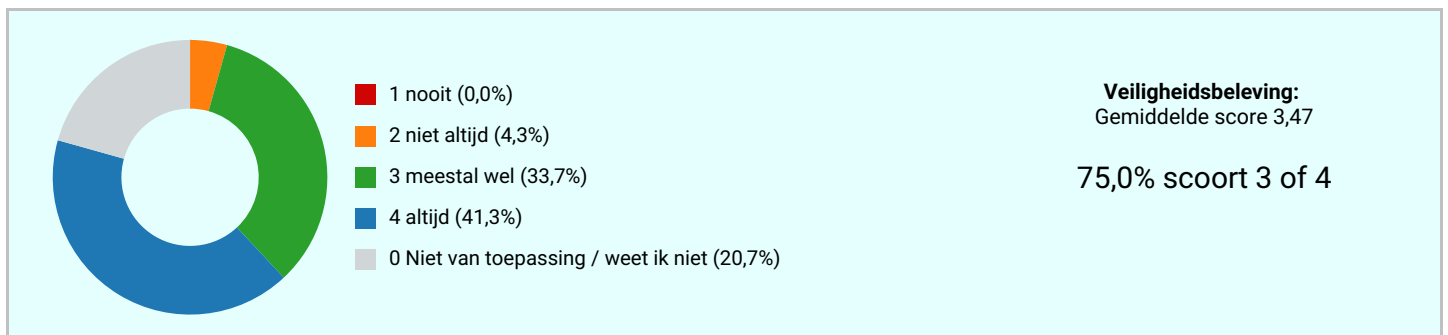 1 nooit (0,0%)
2 niet altijd (4,3%)
3 meestal wel (33,7%)
4 altijd (41,3%)
0 Niet van toepassing / weet ik niet (20,7%)
Veiligheidsbeleving:
Gemiddelde score 3,47
75,0% scoort 3 of 4